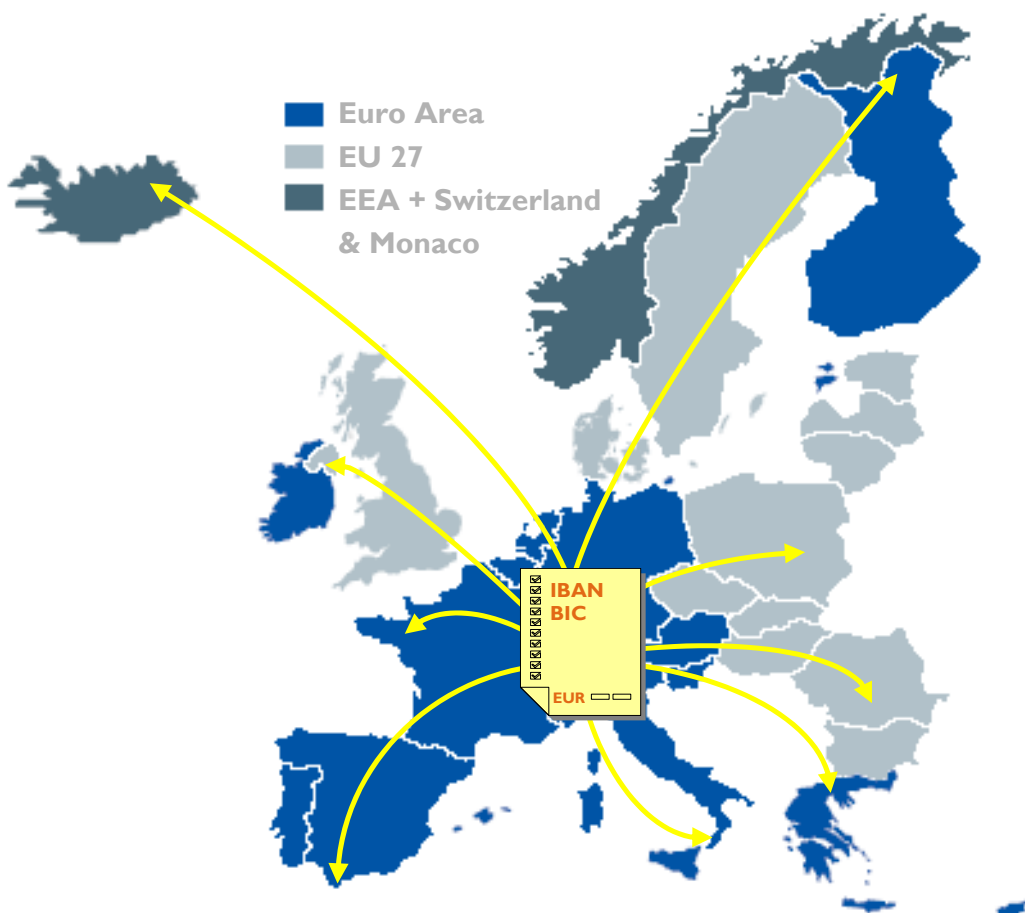 Euro Area
EU 27
EEA + Switzerland
& Monaco
IBAN
BIC
EUR